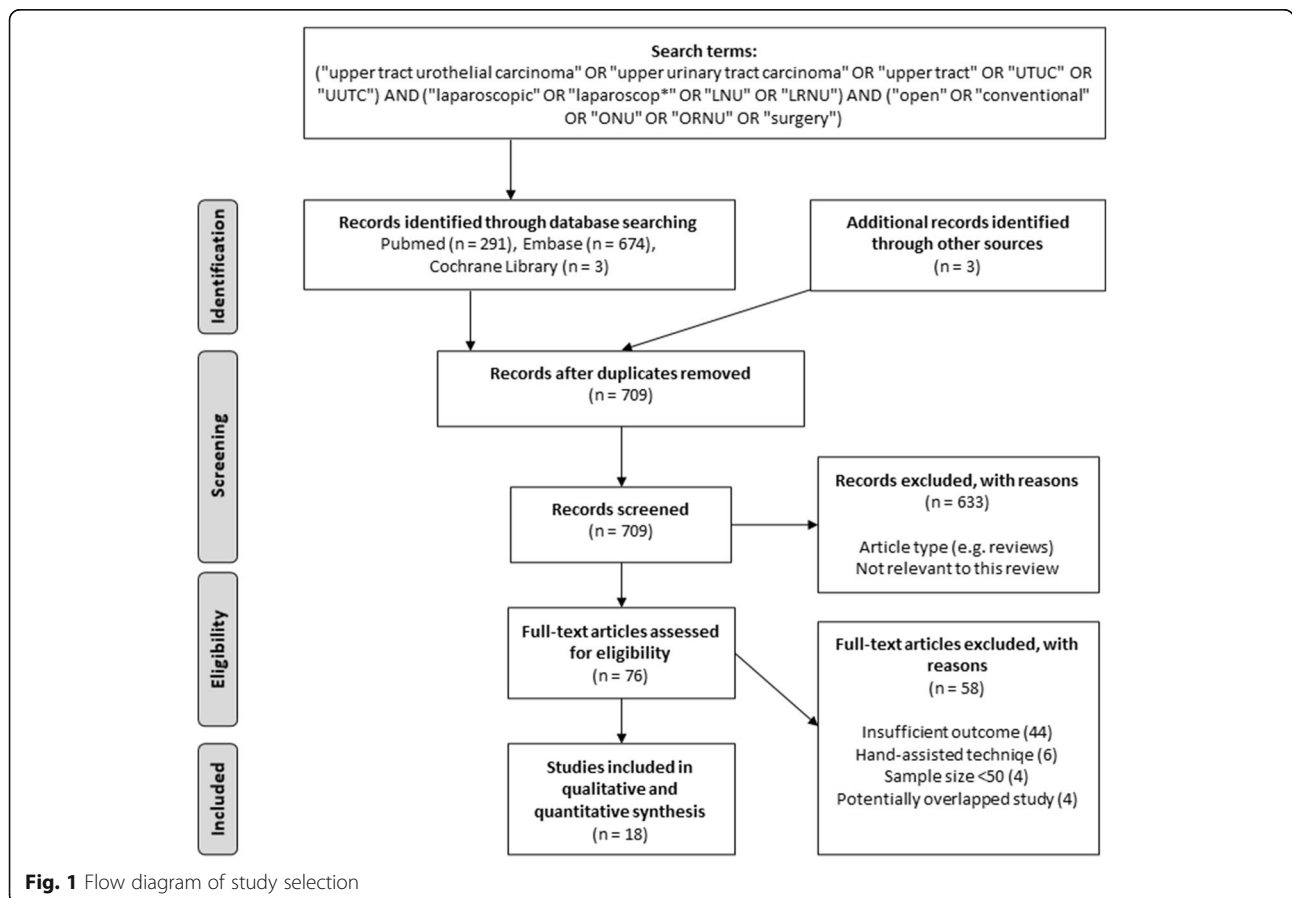 Search terms:
("upper tract urothelial carcinoma" OR "upper urinary tract carcinoma" OR "upper tract" OR "UTUC" OR
"UUTC") AND ("laparoscopic" OR "laparoscop*" OR "LNU" OR "LRNU") AND ("open" OR "conventional"
OR "ONU" OR "ORNU" OR "surgery")
Identification
Records identified through database searching
Pubmed (n = 291), Embase (n = 674),
Cochrane Library (n = 3)
Additional records identified
through other sources
(n = 3)
Screening
Records after duplicates removed
(n = 709)
Records screened
(n = 709)
Records excluded, with reasons
(n = 633)
Article type (e.g. reviews)
Not relevant to this review
Eligibility
Full-text articles assessed
for eligibility
(n = 76)
Full-text articles excluded, with
reasons
(n = 58)
Insufficient outcome (44)
Hand-assisted techniqe (6)
Sample size <50 (4)
Potentially overlapped study (4)
Included
Studies included in
qualitative and
quantitative synthesis
(n = 18)
Fig. 1 Flow diagram of study selection